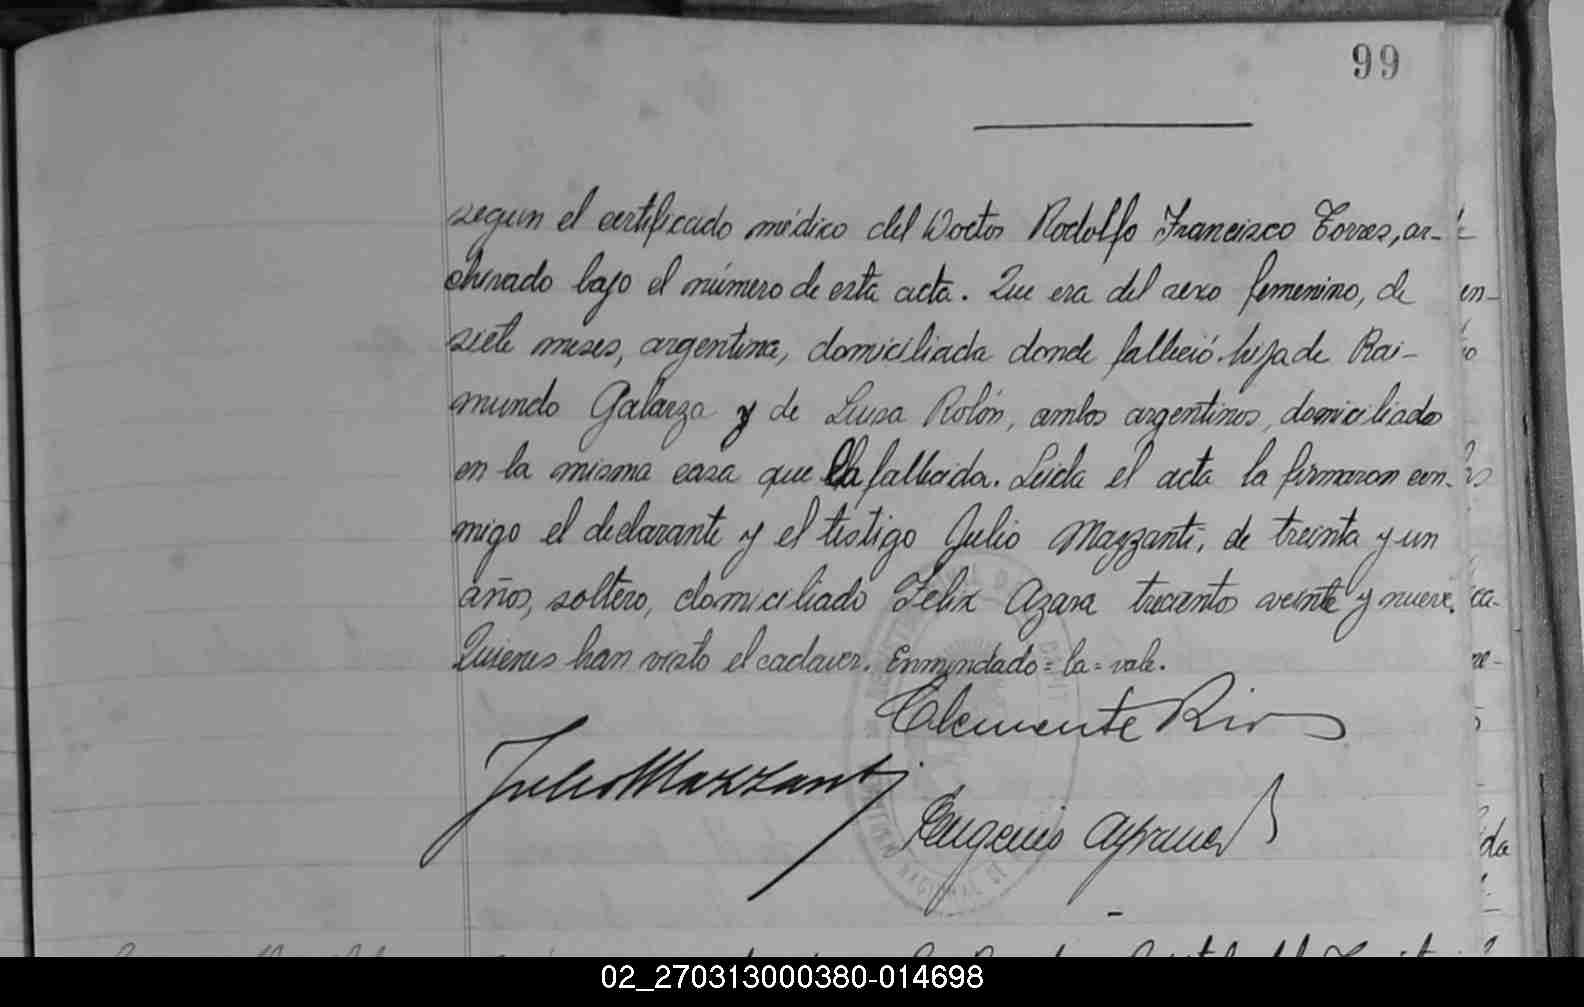 99
segun el certificado médico del Doctor Rodolfo Francisco Torres, ar-
chivado bajo el número de esta acta. Que era del sexo femenino, de
siete meses, argentina, domiciliada donde falleció. hija de Rai-
mundo Galarza y de Luisa Rolón, ambos argentinos, domiciliado
en la misma casa que la fallecida. Leida el acta la firmaron con-
migo el declarante y el testigo Julio Mazzanti, de treinta y un
años, soltero, domiciliado Felix Azara trecientos veinte y nueve.
Quienes han visto el cadaver. Enmendado=la=vale.
Clemente Rios
Julio Mazzanti
Eugenio
02_270313000380-014698